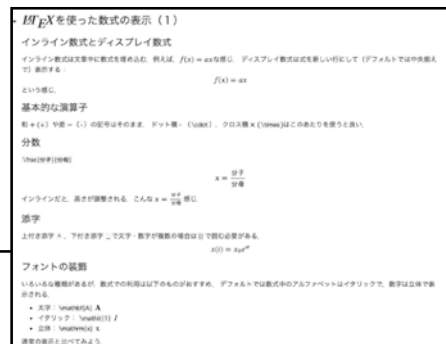 LATEXを使った数式の表示（1）
インライン数式とディスプレイ数式
インライン数式は文章中に数式を埋め込む、例えば、f(x) = axな感じ、ディスプレイ数式は式を新しい行にして（デフォルトでは中央揃え
で）表示する：
f(x) = ax
という感じ、
基本的な演算子
和＋(+) や差－(-) の記号はそのまま、ドット積·(\cdot)、クロス積×(\times)はこのあたりを使うと良い、
分数
\frac{分子}{分母}
x = 分子/分母
インラインだと、高さが調整される、こんな x = 分子/分母 感じ
添字
上付き添字 ^ 、下付き添字 _ で文字・数字が複数の場合は{}で囲む必要がある、
フォントの装飾
いろいろな種類があるが、数式での利用は以下のものがおすすめ、デフォルトでは数式中のアルファベットはイタリックで、数字は立体で表
示される、
• 太字：\mathbf{A} A
• イタリック：\mathit{1} 1
• 立体：\mathrm{x} x
通常の表示と比べてみよう